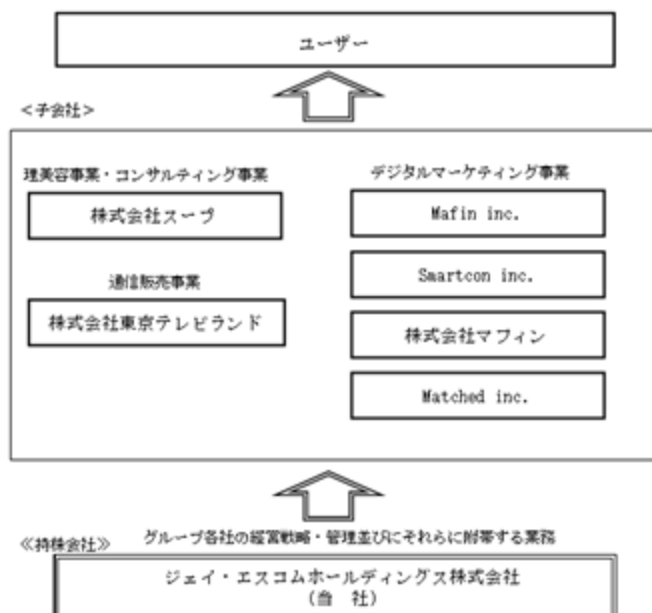 ユーザー
<子会社>
理美容事業・コンサルティング事業
株式会社スープ
通信販売事業
株式会社東京テレビランド
デジタルマーケティング事業
Mafin inc.
Smartcon inc.
株式会社マフィン
Matched inc.
グループ各社の経営戦略・管理並びにそれらに附帯する業務
≪持株会社≫
ジェイ・エスコムホールディングス株式会社
(当 社)